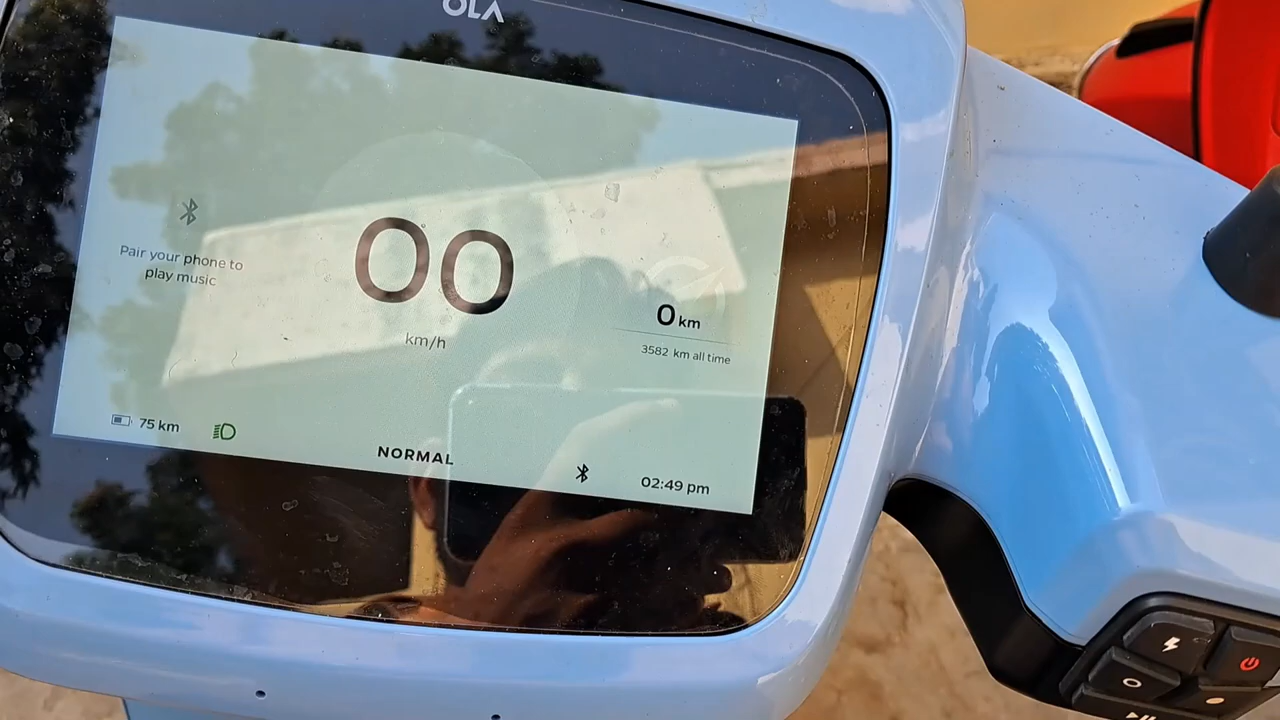 OLA
Pair your phone to
play music
00
km/h
0 km
3582 km all time
75 km
NORMAL
02:49 pm